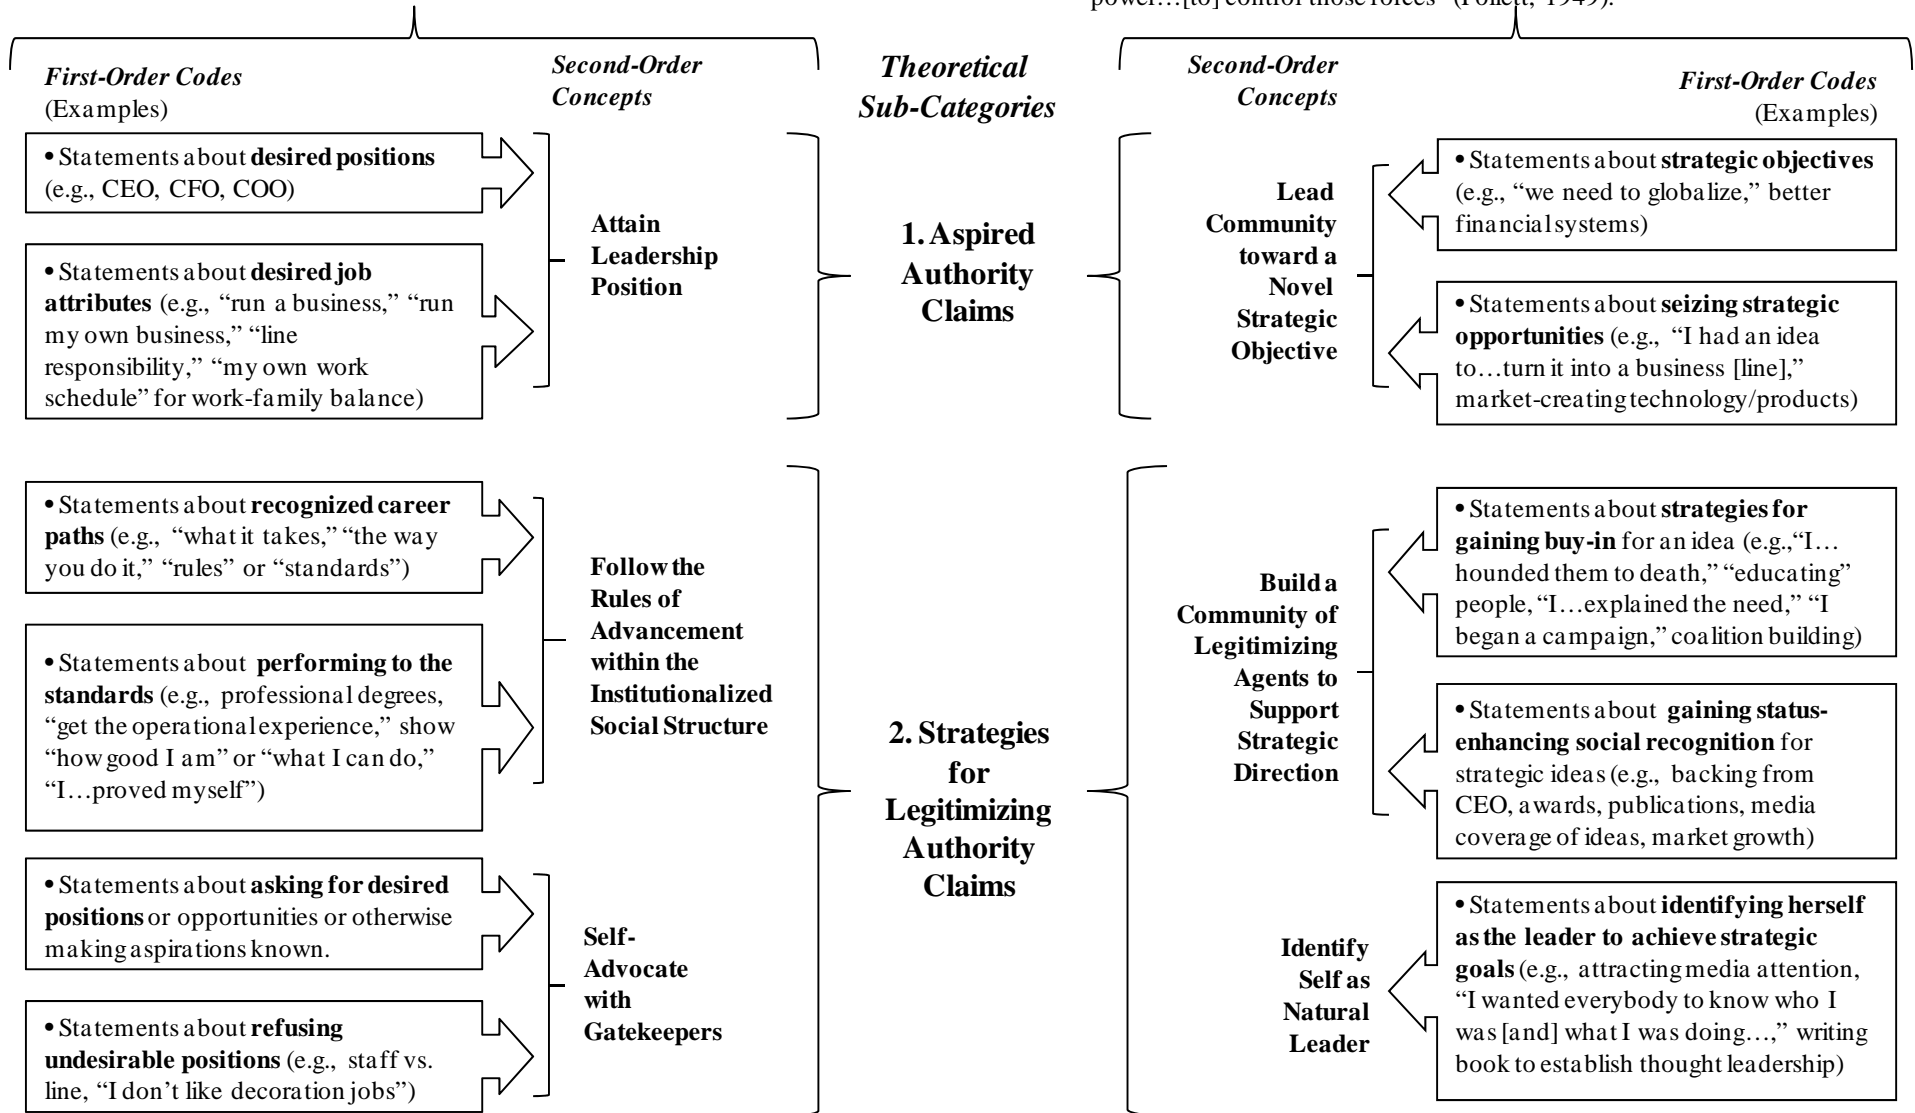 power…[to] control those forces” (Follett, 1949).
First-Order Codes
(Examples)
Second-Order
Concepts
Theoretical
Sub-Categories
Second-Order
Concepts
First-Order Codes
(Examples)
• Statements about desired positions
(e.g., CEO, CFO, COO)
• Statements about desired job
attributes (e.g., “run a business,” “run
my own business,” “line
responsibility,” “my own work
schedule” for work-family balance)
Attain
Leadership
Position
1. Aspired
Authority
Claims
Lead
Community
toward a
Novel
Strategic
Objective
• Statements about strategic objectives
(e.g., “we need to globalize,” better
financial systems)
• Statements about seizing strategic
opportunities (e.g., “I had an idea
to…turn it into a business [line],”
market-creating technology/products)
• Statements about recognized career
paths (e.g., “what it takes,” “the way
you do it,” “rules” or “standards”)
• Statements about performing to the
standards (e.g., professional degrees,
“get the operational experience,” show
“how good I am” or “what I can do,”
“I…proved myself”)
Follow the
Rules of
Advancement
within the
Institutionalized
Social Structure
• Statements about asking for desired
positions or opportunities or otherwise
making aspirations known.
• Statements about refusing
undesirable positions (e.g., staff vs.
line, “I don’t like decoration jobs”)
Self-
Advocate
with
Gatekeepers
2. Strategies
for
Legitimizing
Authority
Claims
Build a
Community of
Legitimizing
Agents to
Support
Strategic
Direction
• Statements about strategies for
gaining buy-in for an idea (e.g.,“I…
hounded them to death,” “educating”
people, “I…explained the need,” “I
began a campaign,” coalition building)
• Statements about gaining status-
enhancing social recognition for
strategic ideas (e.g., backing from
CEO, awards, publications, media
coverage of ideas, market growth)
Identify
Self as
Natural
Leader
• Statements about identifying herself
as the leader to achieve strategic
goals (e.g., attracting media attention,
“I wanted everybody to know who I
was [and] what I was doing…,” writing
book to establish thought leadership)